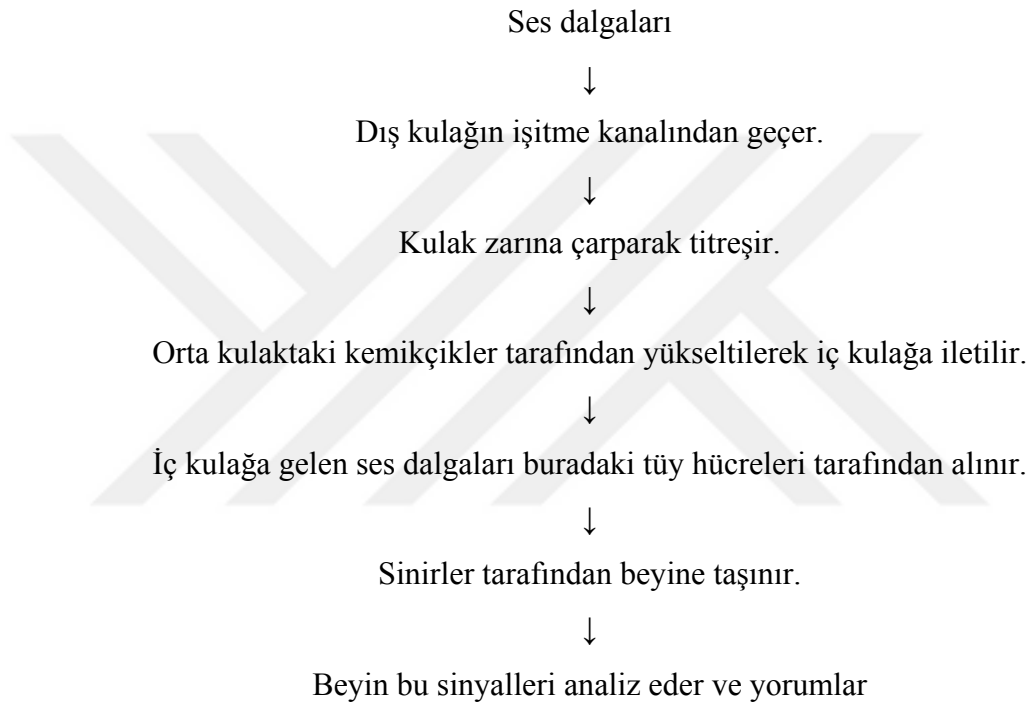 Ses dalgaları
↓
Dış kulağın işitme kanalından geçer.
↓
Kulak zarına çarparak titreşir.
↓
Orta kulaktaki kemikçikler tarafından yükseltilerek iç kulağa iletilir.
↓
İç kulağa gelen ses dalgaları buradaki tüy hücreleri tarafından alınır.
↓
Sinirler tarafından beyine taşınır.
↓
Beyin bu sinyalleri analiz eder ve yorumlar